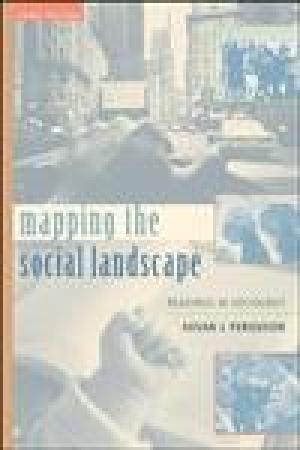 mapping the
social landscape
READINGS IN SOCIOLOGY
SUSAN J. FERGUSON